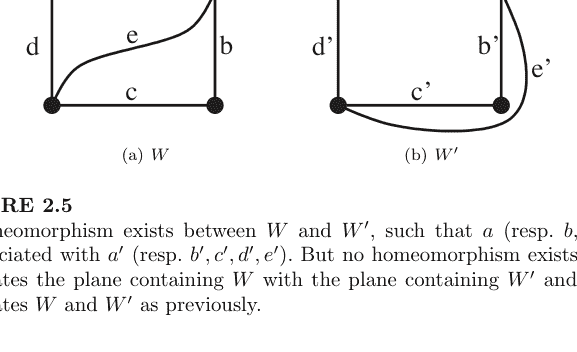 d e b d' b' e'
c c'
(a) W (b) W′
RE 2.5
neomorphism exists between W and W′, such that a (resp. b,
ciated with a′ (resp. b′, c′, d′, e′). But no homeomorphism exists
ates the plane containing W with the plane containing W′ and
ates W and W′ as previously.